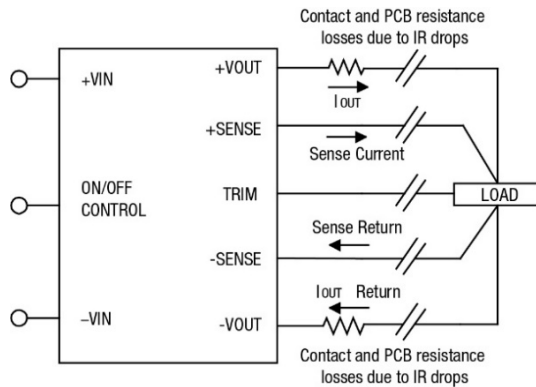 Contact and PCB resistance
losses due to IR drops
+VOUT
+VIN
IOUT
+SENSE
Sense Current
ON/OFF
CONTROL
TRIM
LOAD
Sense Return
-SENSE
IOUT Return
–VIN
-VOUT
Contact and PCB resistance
losses due to IR drops